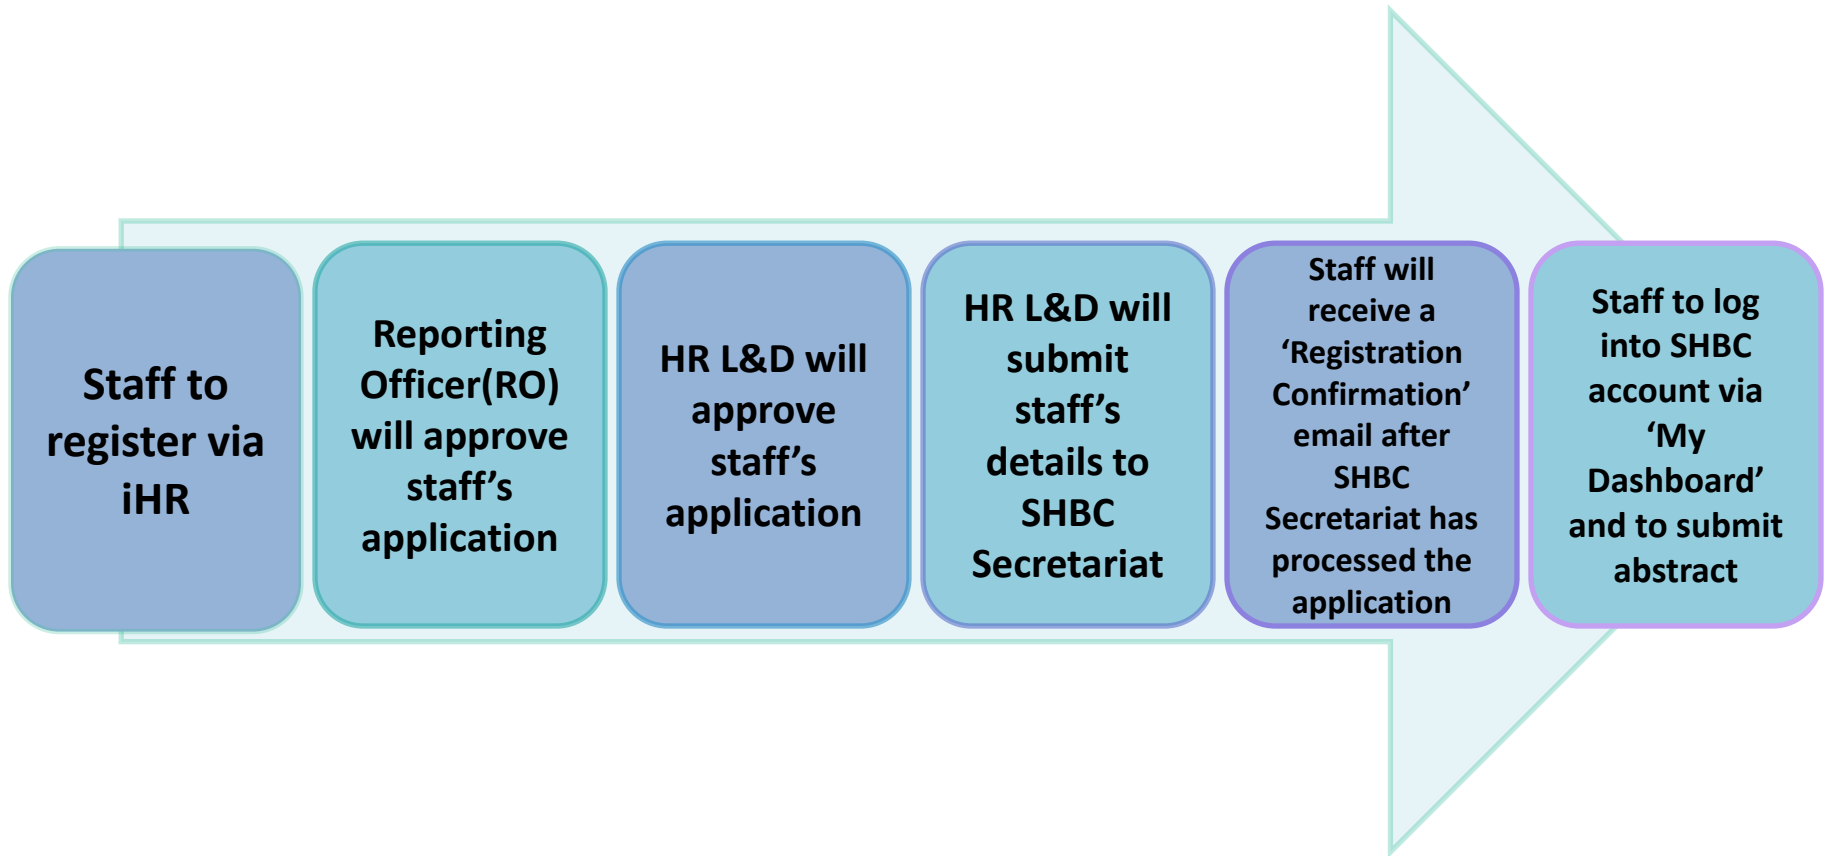 Staff to
register via
iHR
Reporting
Officer(RO)
will approve
staff’s
application
HR L&D will
approve
staff’s
application
HR L&D will
submit
staff’s
details to
SHBC
Secretariat
Staff will
receive a
‘Registration
Confirmation’
email after
SHBC
Secretariat has
processed the
application
Staff to log
into SHBC
account via
‘My
Dashboard’
and to submit
abstract